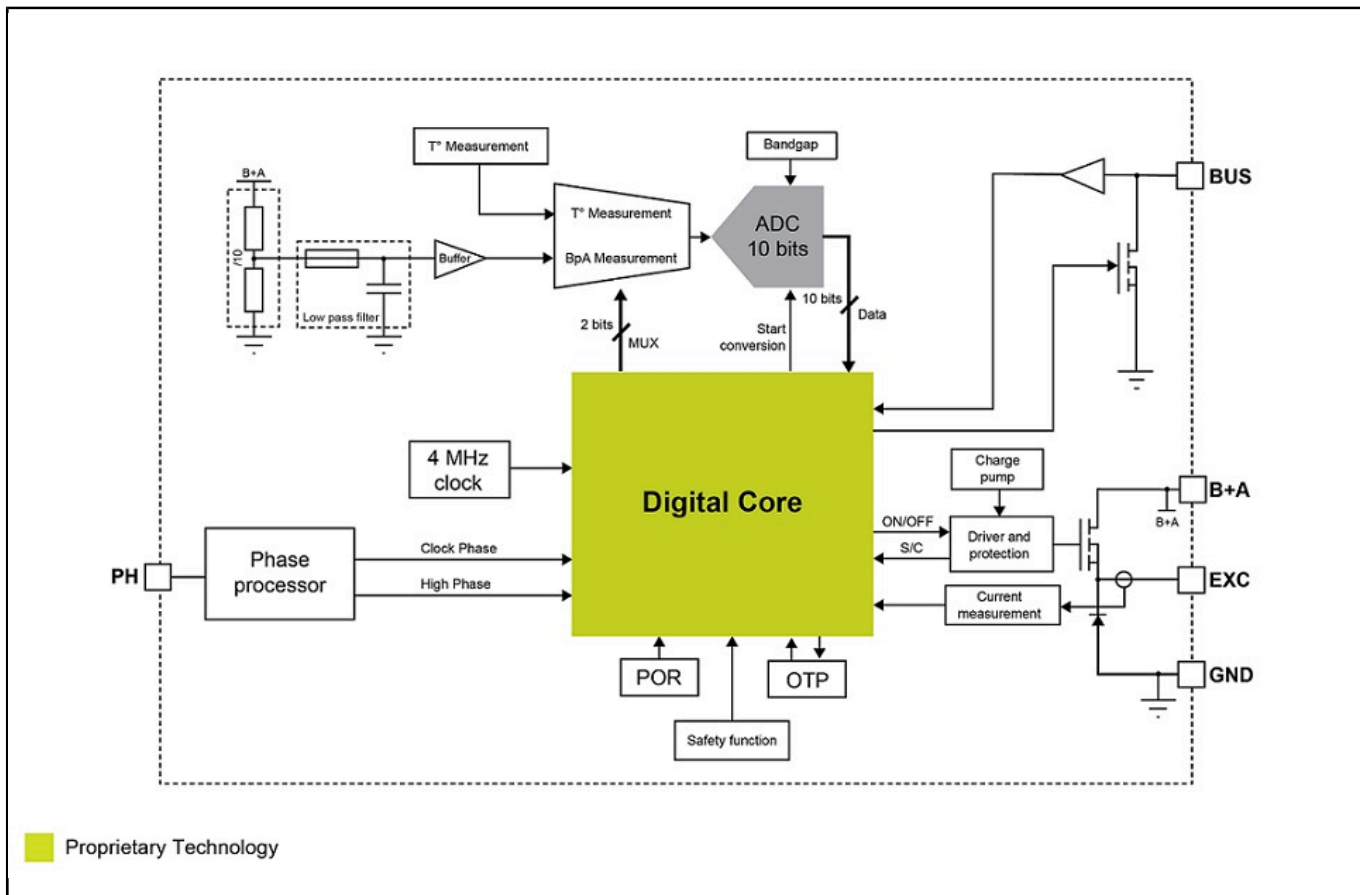 T° Measurement
Bandgap
B+A
/10
Low pass filter
Buffer
T° Measurement
BpA Measurement
ADC
10 bits
BUS
2 bits
MUX
Start
conversion
10 bits
Data
4 MHz
clock
Digital Core
Charge
pump
B+A
B+A
ON/OFF
S/C
Driver and
protection
PH
Phase
processor
Clock Phase
High Phase
Current
measurement
EXC
GND
POR
OTP
Safety function
Proprietary Technology